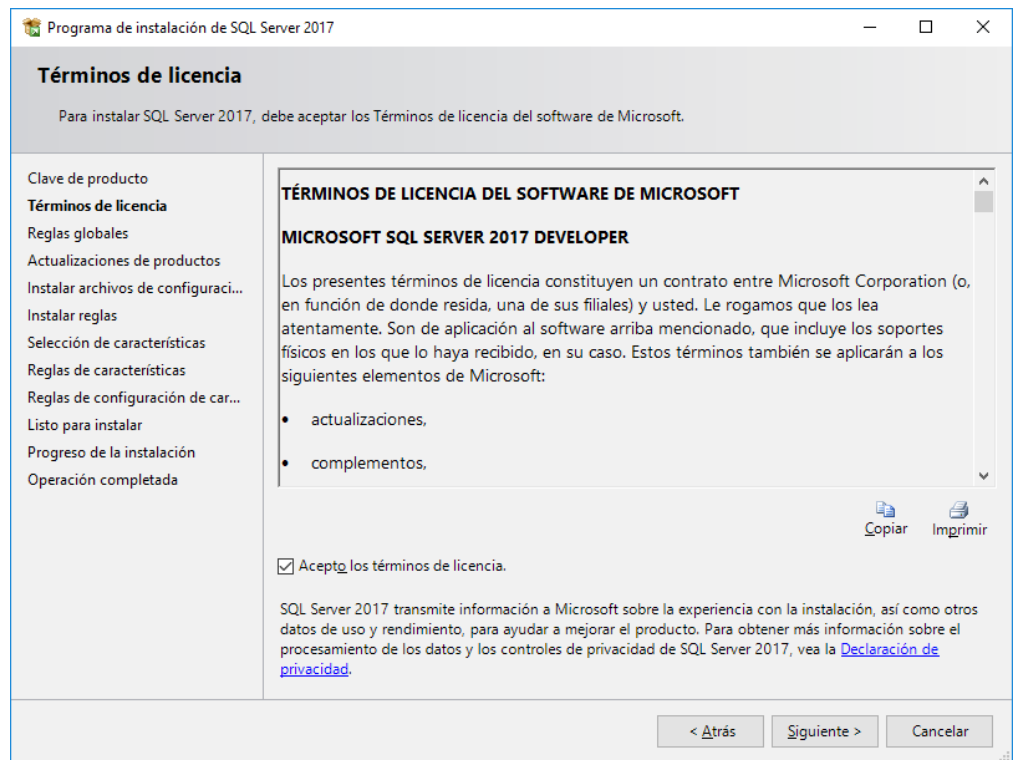 Programa de instalación de SQL Server 2017
Términos de licencia
Para instalar SQL Server 2017, debe aceptar los Términos de licencia del software de Microsoft.
Clave de producto
Términos de licencia
Reglas globales
Actualizaciones de productos
Instalar archivos de configuraci...
Instalar reglas
Selección de características
Reglas de características
Reglas de configuración de car...
Listo para instalar
Progreso de la instalación
Operación completada
TÉRMINOS DE LICENCIA DEL SOFTWARE DE MICROSOFT
MICROSOFT SQL SERVER 2017 DEVELOPER
Los presentes términos de licencia constituyen un contrato entre Microsoft Corporation (o,
en función de donde resida, una de sus filiales) y usted. Le rogamos que los lea
atentamente. Son de aplicación al software arriba mencionado, que incluye los soportes
físicos en los que lo haya recibido, en su caso. Estos términos también se aplicarán a los
siguientes elementos de Microsoft:
• actualizaciones,
• complementos,
Copiar Imprimir
Acepto los términos de licencia.
SQL Server 2017 transmite información a Microsoft sobre la experiencia con la instalación, así como otros
datos de uso y rendimiento, para ayudar a mejorar el producto. Para obtener más información sobre el
procesamiento de los datos y los controles de privacidad de SQL Server 2017, vea la Declaración de
privacidad.
< Atrás Siguiente > Cancelar